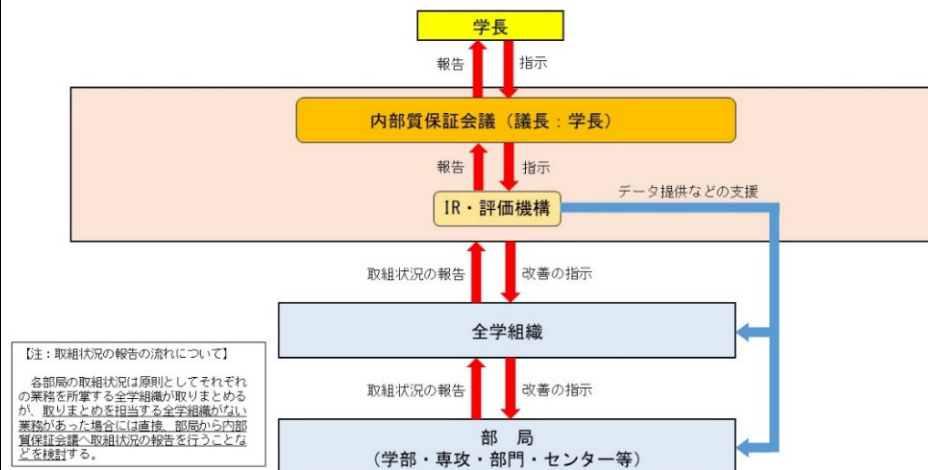 学長
報告
指示
内部質保証会議（議長：学長）
報告
指示
データ提供などの支援
IR・評価機構
取組状況の報告
改善の指示
全学組織
【注：取組状況の報告の流れについて】
各部局の取組状況は原則としてそれぞれ
の業務を所掌する全学組織が取りまとめる
が、取りまとめを担当する全学組織がない
業務があった場合には直接、部局から内部
質保証会議へ取組状況の報告を行うことな
どを検討する。
取組状況の報告
改善の指示
部　局
（学部・専攻・部門・センター等）